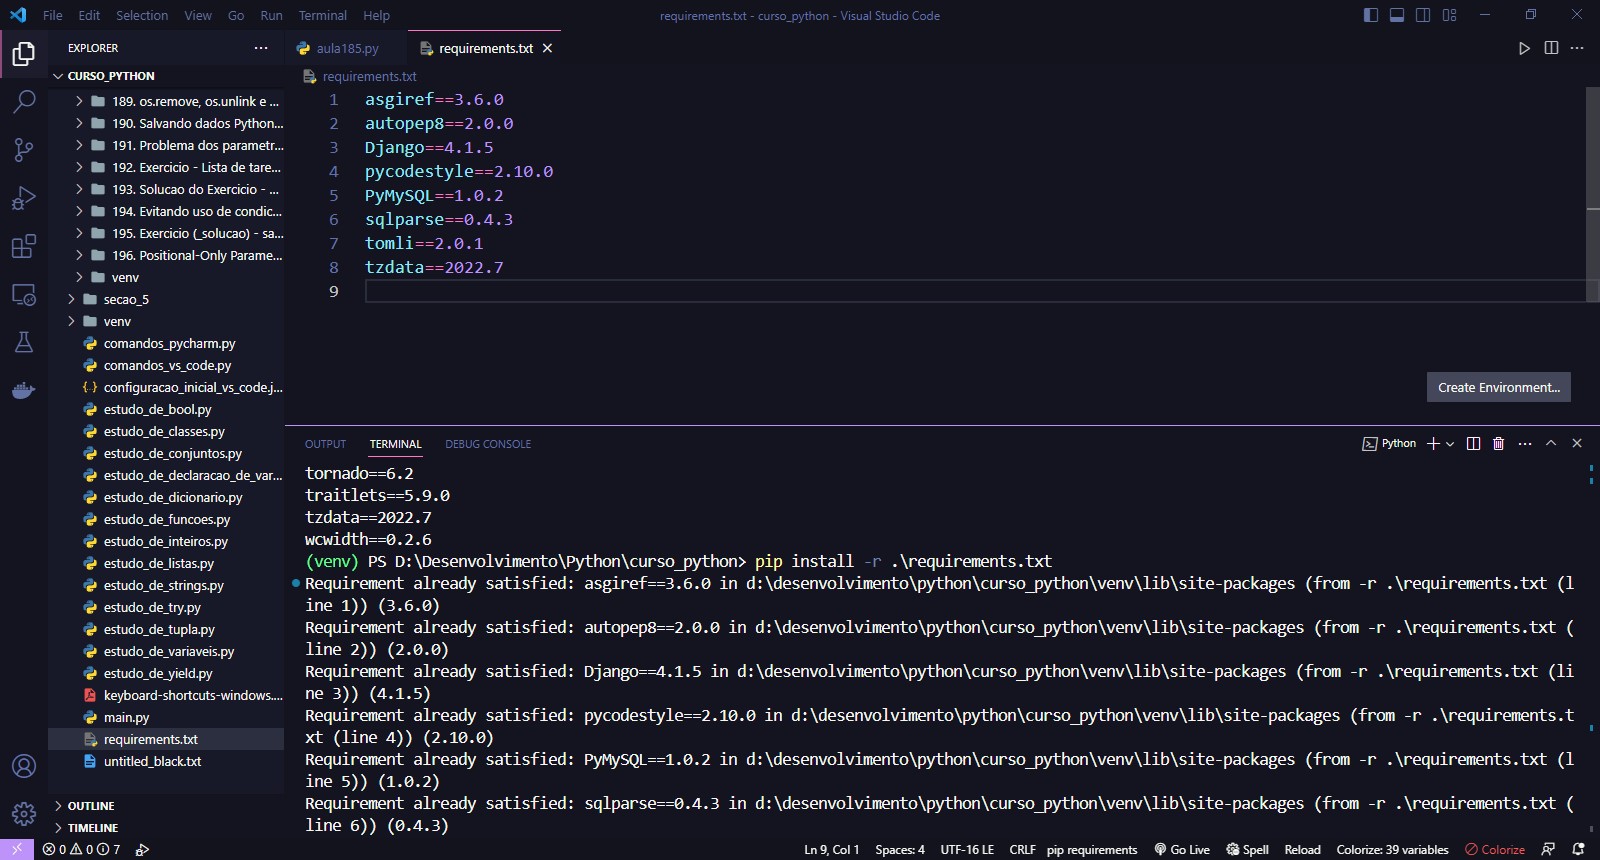 File Edit Selection View Go Run Terminal Help
requirements.txt - curso_python - Visual Studio Code
EXPLORER
CURSO_PYTHON
189. os.remove, os.unlink e ...
190. Salvando dados Python...
191. Problema dos parametr...
192. Exercicio - Lista de tare...
193. Solucao do Exercicio - ...
194. Evitando uso de condic...
195. Exercicio (_solucao) - sa...
196. Positional-Only Parame...
venv
secao_5
venv
comandos_pycharm.py
comandos_vs_code.py
configuracao_inicial_vs_code.j...
estudo_de_bool.py
estudo_de_classes.py
estudo_de_conjuntos.py
estudo_de_declaracao_de_var...
estudo_de_dicionario.py
estudo_de_funcoes.py
estudo_de_inteiros.py
estudo_de_listas.py
estudo_de_strings.py
estudo_de_try.py
estudo_de_tupla.py
estudo_de_variaveis.py
estudo_de_yield.py
keyboard-shortcuts-windows....
main.py
requirements.txt
untitled_black.txt
OUTLINE
TIMELINE
aula185.py requirements.txt
requirements.txt
1 asgiref==3.6.0
2 autopep8==2.0.0
3 Django==4.1.5
4 pycodestyle==2.10.0
5 PyMySQL==1.0.2
6 sqlparse==0.4.3
7 tomli==2.0.1
8 tzdata==2022.7
9
Create Environment...
OUTPUT TERMINAL DEBUG CONSOLE Python
tornado==6.2
traitlets==5.9.0
tzdata==2022.7
wcwidth==0.2.6
(venv) PS D:\Desenvolvimento\Python\curso_python> pip install -r .\requirements.txt
Requirement already satisfied: asgiref==3.6.0 in d:\desenvolvimento\python\curso_python\venv\lib\site-packages (from -r .\requirements.txt (l
ine 1)) (3.6.0)
Requirement already satisfied: autopep8==2.0.0 in d:\desenvolvimento\python\curso_python\venv\lib\site-packages (from -r .\requirements.txt (
line 2)) (2.0.0)
Requirement already satisfied: Django==4.1.5 in d:\desenvolvimento\python\curso_python\venv\lib\site-packages (from -r .\requirements.txt (li
ne 3)) (4.1.5)
Requirement already satisfied: pycodestyle==2.10.0 in d:\desenvolvimento\python\curso_python\venv\lib\site-packages (from -r .\requirements.t
xt (line 4)) (2.10.0)
Requirement already satisfied: PyMySQL==1.0.2 in d:\desenvolvimento\python\curso_python\venv\lib\site-packages (from -r .\requirements.txt (l
ine 5)) (1.0.2)
Requirement already satisfied: sqlparse==0.4.3 in d:\desenvolvimento\python\curso_python\venv\lib\site-packages (from -r .\requirements.txt (
line 6)) (0.4.3)
0 0 7 Ln 9, Col 1 Spaces: 4 UTF-16 LE CRLF pip requirements Go Live Spell Reload Colorize: 39 variables Colorize